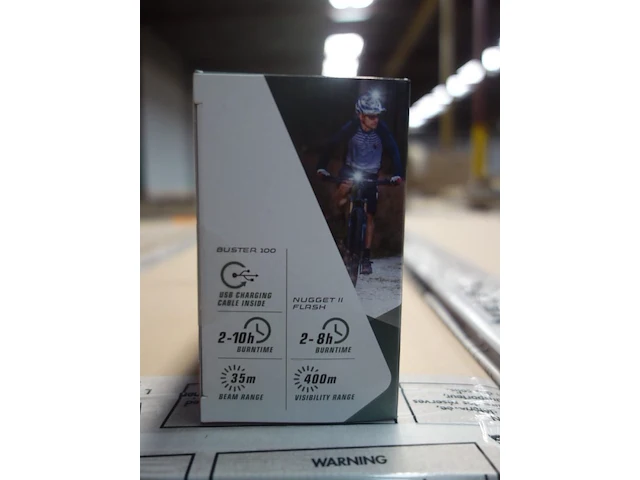 BUSTER 100
USB CHARGING
CABLE INSIDE
2-10h
BURNTIME
35m
BEAM RANGE
NUGGET II
FLASH
2-8h
BURNTIME
400m
VISIBILITY RANGE
WARNING